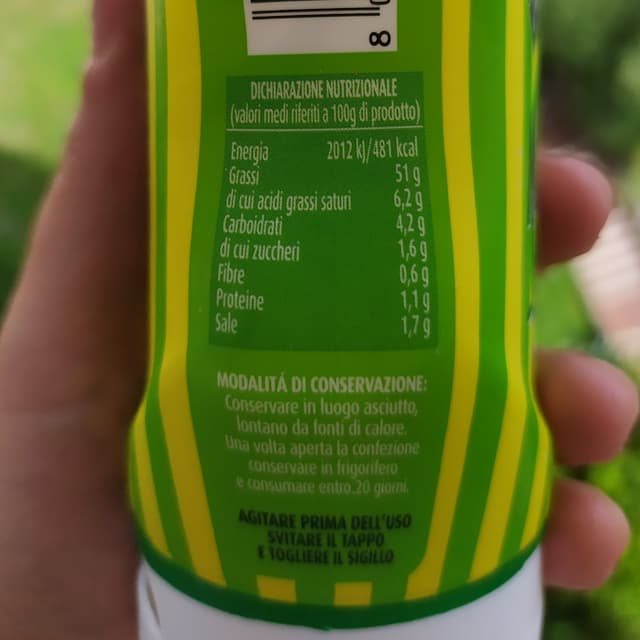 8
DICHIARAZIONE NUTRIZIONALE
(valori medi riferiti a 100g di prodotto)
Energia 2012 kJ/481 kcal
Grassi 51 g
di cui acidi grassi saturi 6,2 g
Carboidrati 4,2 g
di cui zuccheri 1,6 g
Fibre 0,6 g
Proteine 1,1 g
Sale 1,7 g
MODALITÁ DI CONSERVAZIONE:
Conservare in luogo asciutto,
lontano da fonti di calore.
Una volta aperta la confezione
conservare in frigorifero
e consumare entro 20 giorni.
AGITARE PRIMA DELL'USO
SVITARE IL TAPPO
E TOGLIERE IL SIGILLO